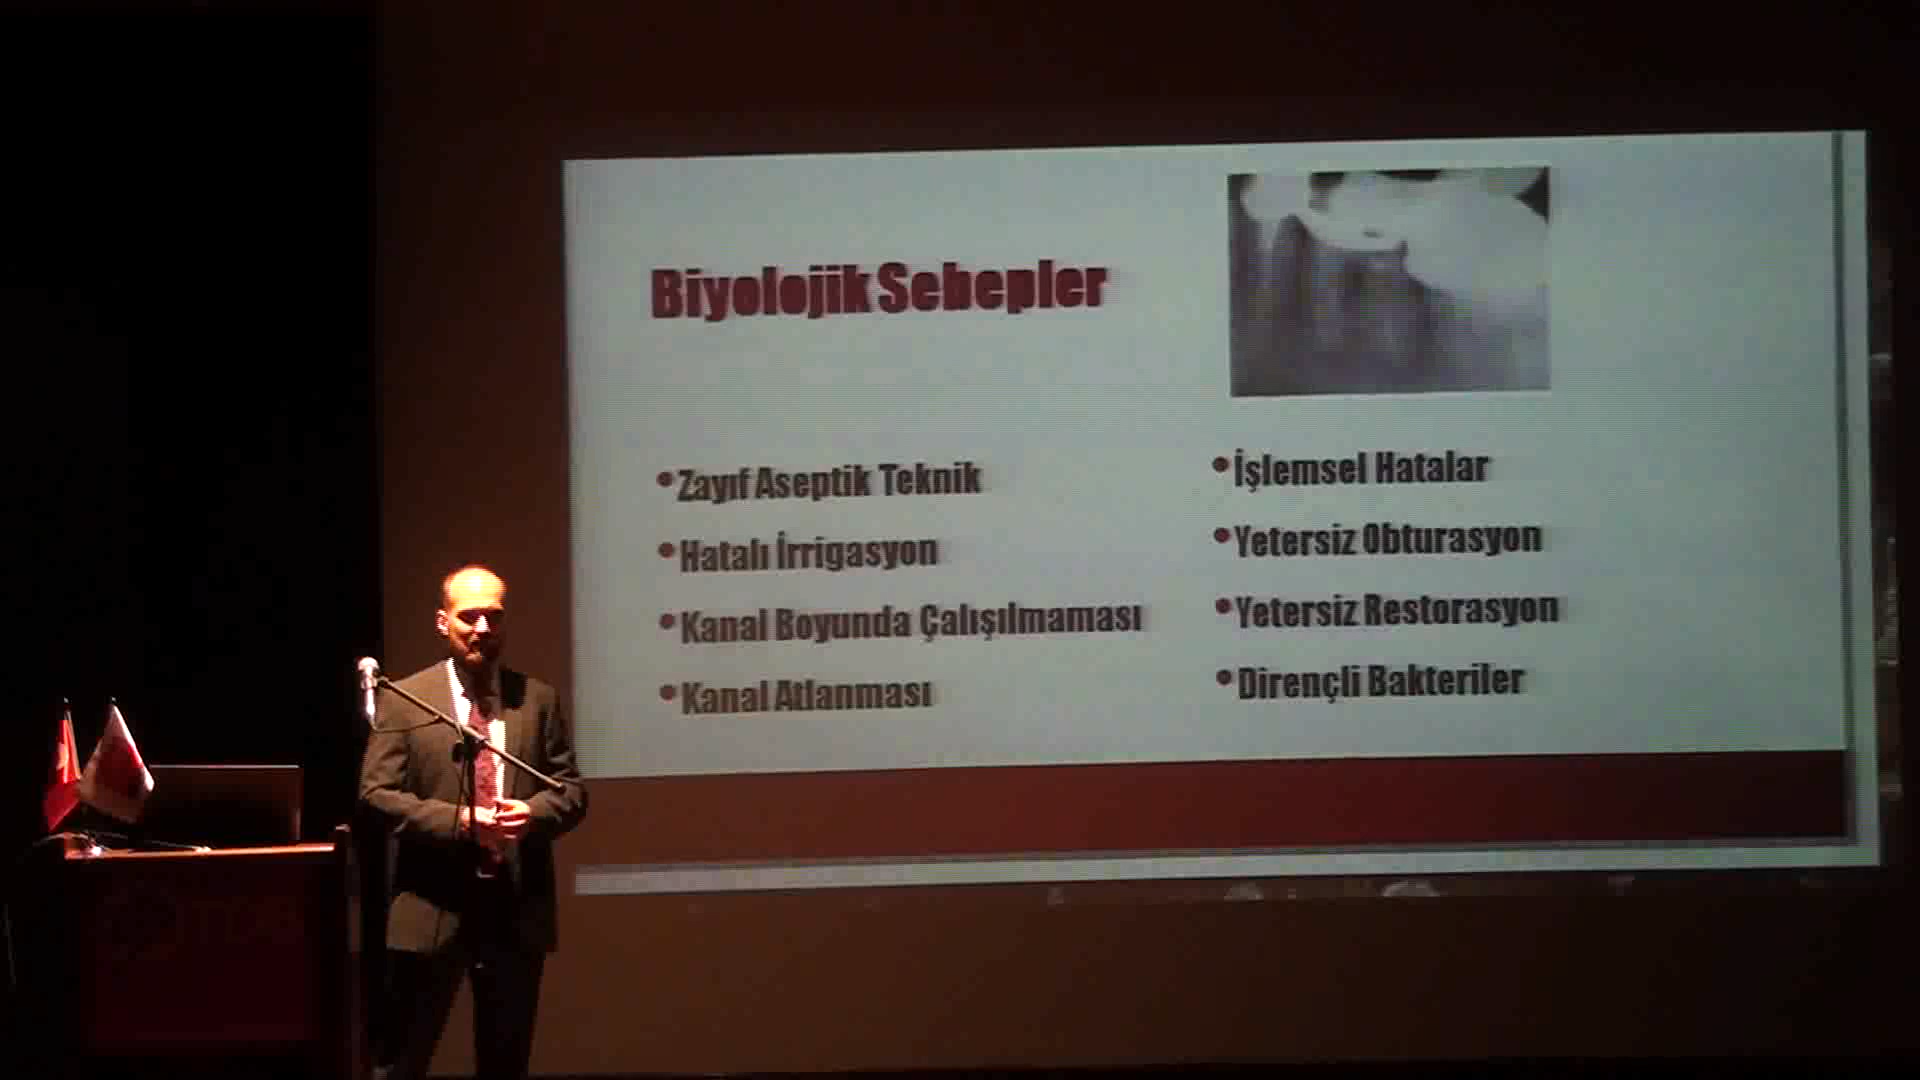 Biyolojik Sebepler
•Zayıf Aseptik Teknik
•Hatalı İrrigasyon
•Kanal Boyunda Çalışılmaması
•Kanal Atlanması
•İşlemsel Hatalar
•Yetersiz Obturasyon
•Yetersiz Restorasyon
•Dirençli Bakteriler